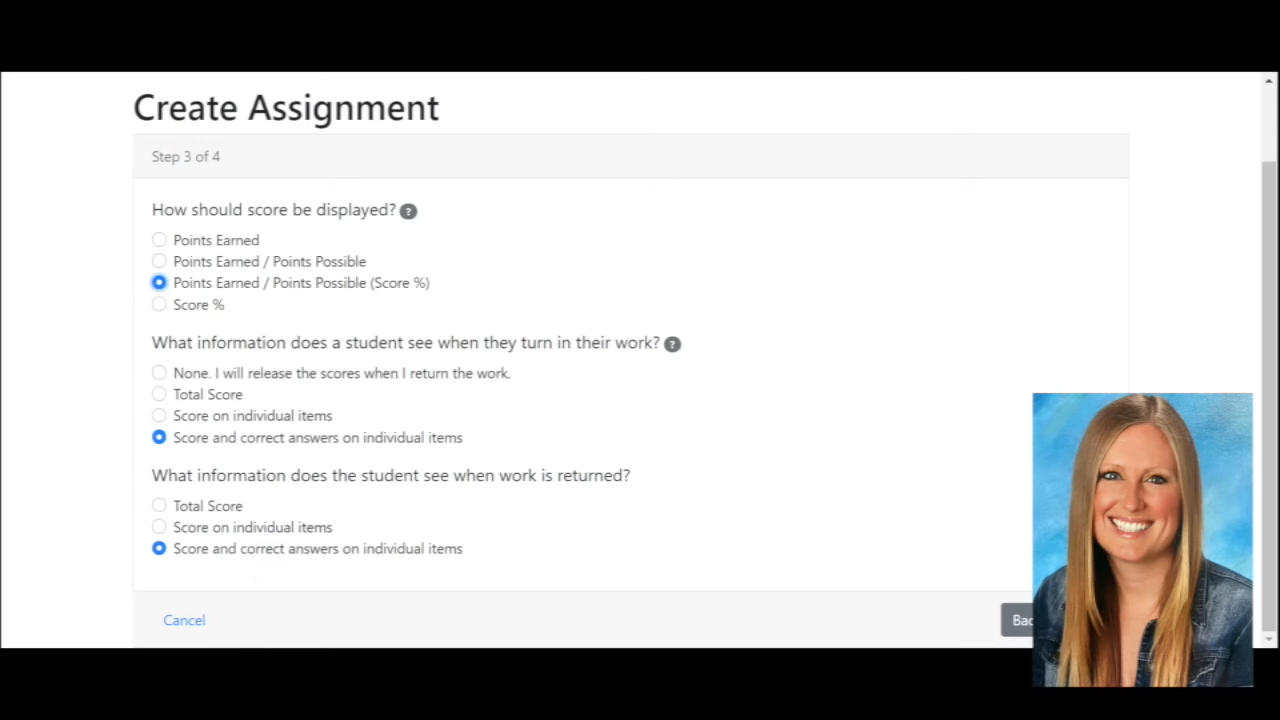 Create Assignment
Step 3 of 4
How should score be displayed? ?
Points Earned
Points Earned / Points Possible
Points Earned / Points Possible (Score %)
Score %
What information does a student see when they turn in their work? ?
None. I will release the scores when I return the work.
Total Score
Score on individual items
Score and correct answers on individual items
What information does the student see when work is returned?
Total Score
Score on individual items
Score and correct answers on individual items
Cancel